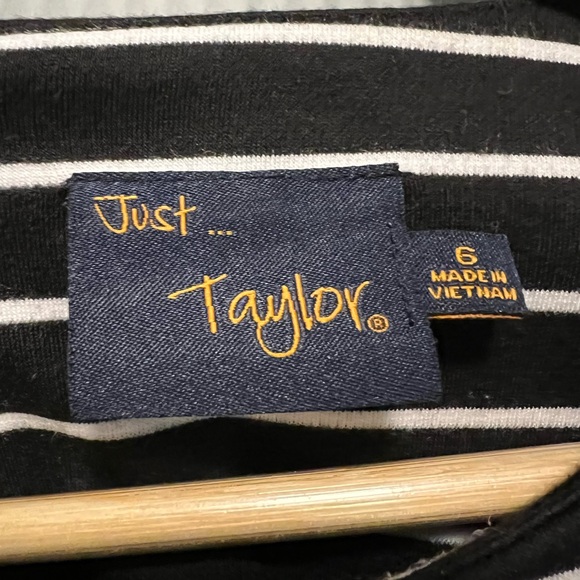 Just ...
Taylor®
6
MADE IN
VIETNAM